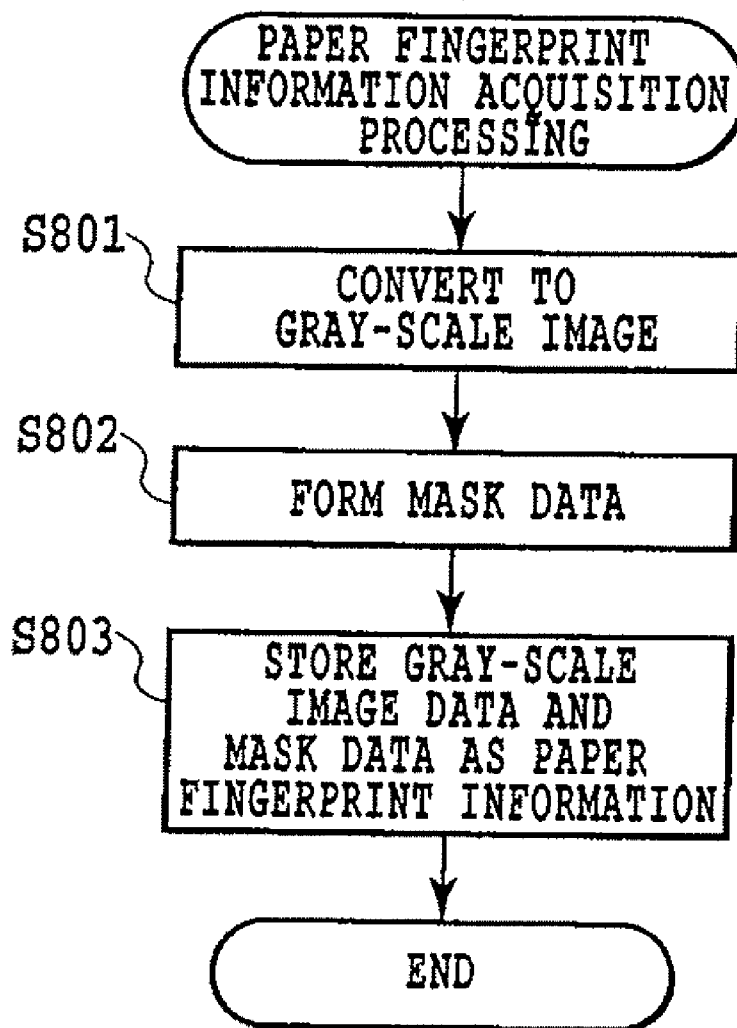 PAPER FINGERPRINT
INFORMATION ACQUISITION
PROCESSING
S801
CONVERT TO
GRAY-SCALE IMAGE
S802
FORM MASK DATA
S803
STORE GRAY-SCALE
IMAGE DATA AND
MASK DATA AS PAPER
FINGERPRINT INFORMATION
END